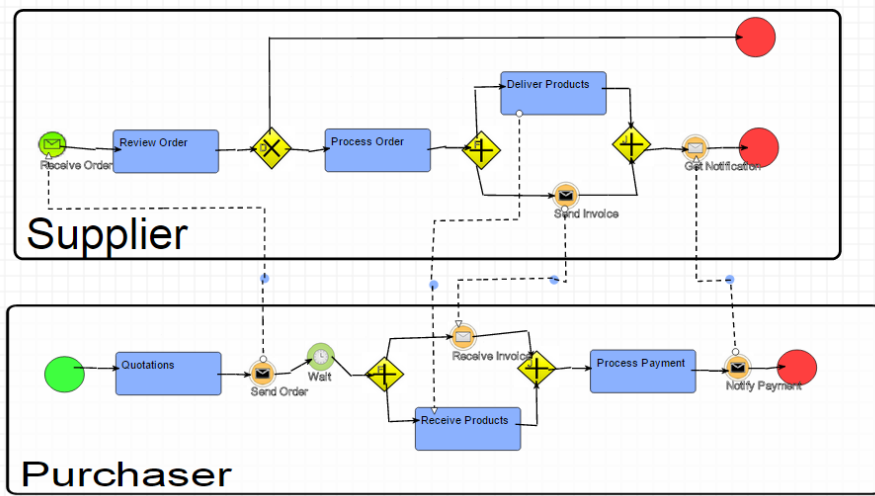 Deliver Products
Review Order
Process Order
Receive Order
Get Notification
Send Invoice
Supplier
Quotations
Receive Invoice
Process Payment
Wait
Send Order
Notify Payment
Receive Products
Purchaser